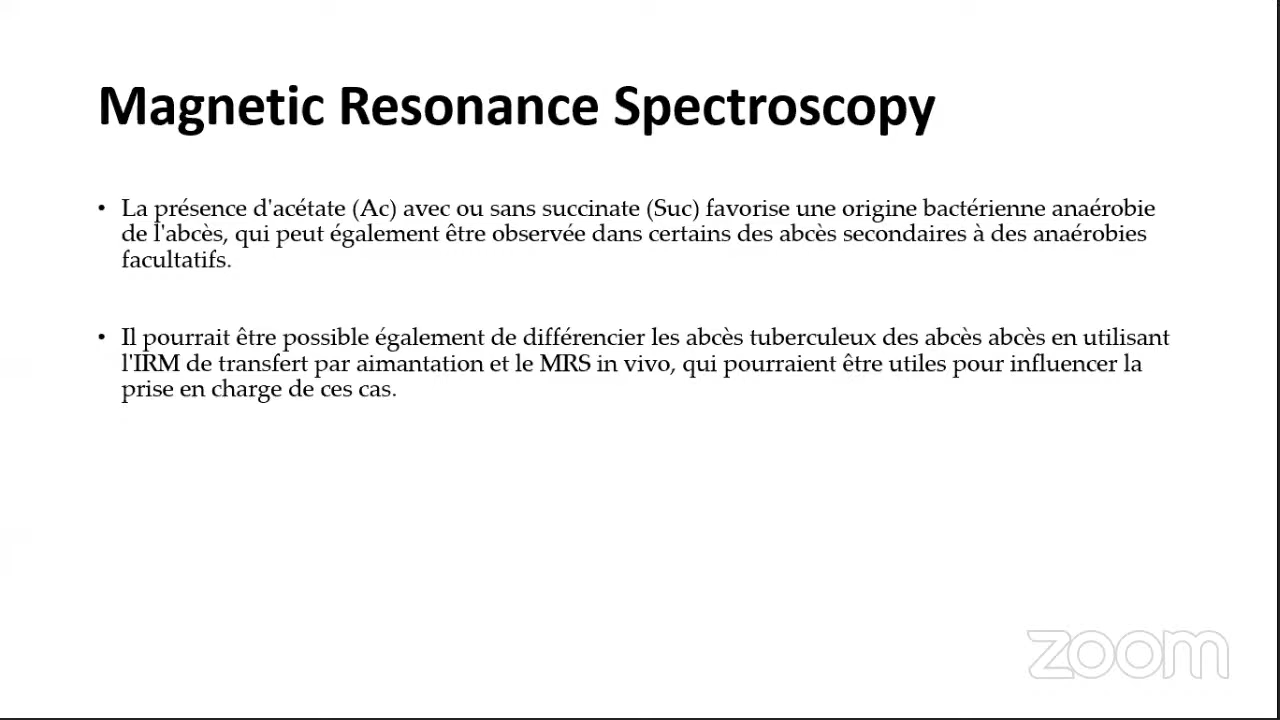 Magnetic Resonance Spectroscopy
• La présence d'acétate (Ac) avec ou sans succinate (Suc) favorise une origine bactérienne anaérobie
de l'abcès, qui peut également être observée dans certains des abcès secondaires à des anaérobies
facultatifs.
• Il pourrait être possible également de différencier les abcès tuberculeux des abcès abcès en utilisant
l'IRM de transfert par aimantation et le MRS in vivo, qui pourraient être utiles pour influencer la
prise en charge de ces cas.
zoom